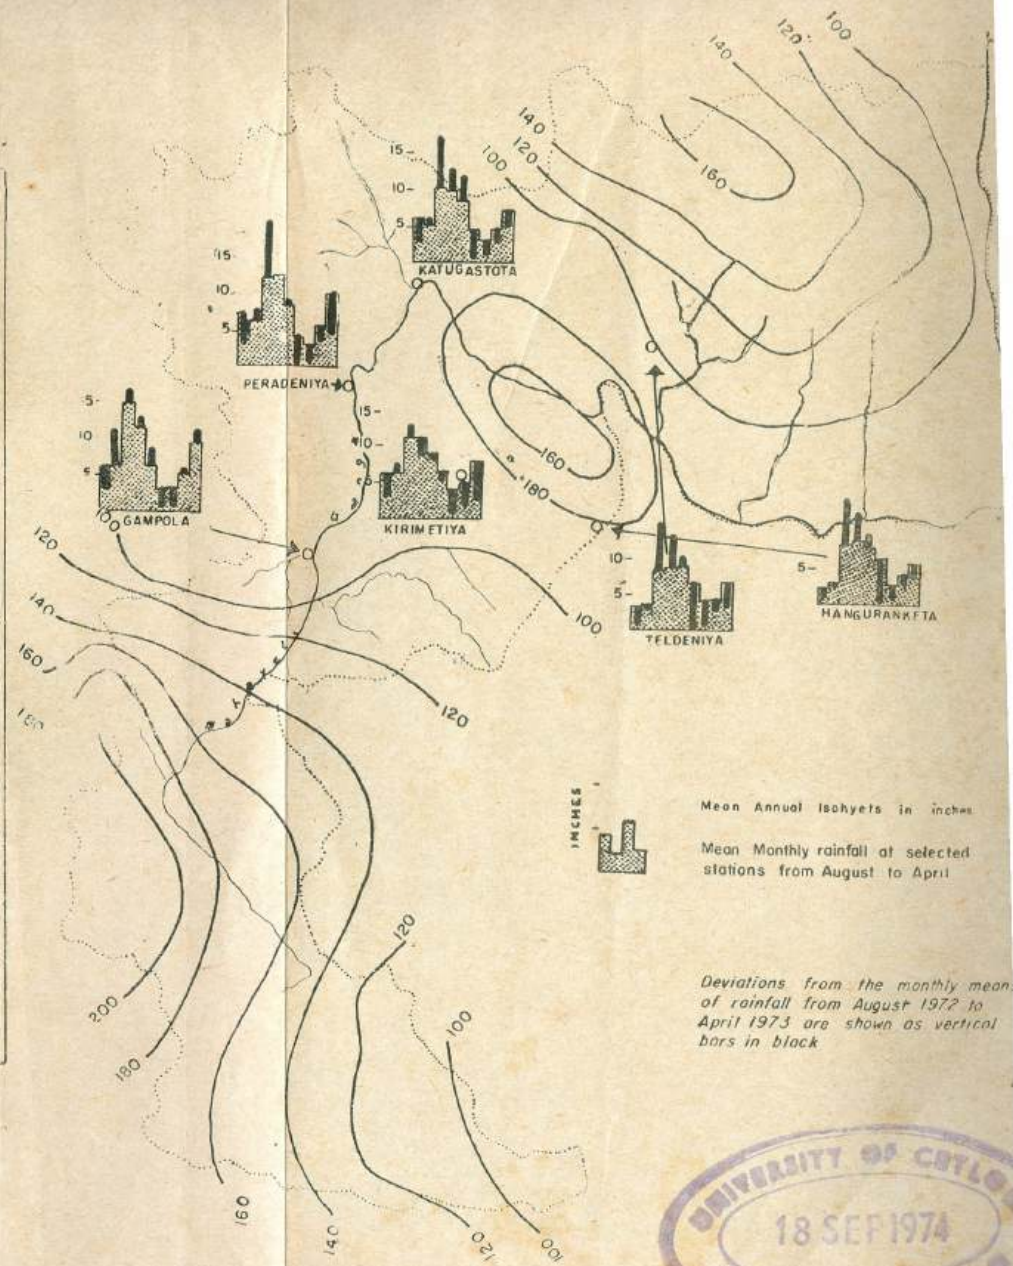 100
120
140
140
120
100
160
15
10
5
KATUGASTOTA
15
10
5
PERADENIYA
15
10
5
10
5
GAMPOLA
KIRIMETIYA
160
180
100
120
140
160
180
100
120
10
5
TELDENIYA
5
HANGURANKETA
INCHES
Mean Annual Isohyets in inches
Mean Monthly rainfall at selected
stations from August to April
Deviations from the monthly mean
of rainfall from August 1972 to
April 1973 are shown as vertical
bars in black
120
100
200
180
160
140
120
100
UNIVERSITY OF CEYLO
18 SEP 1974